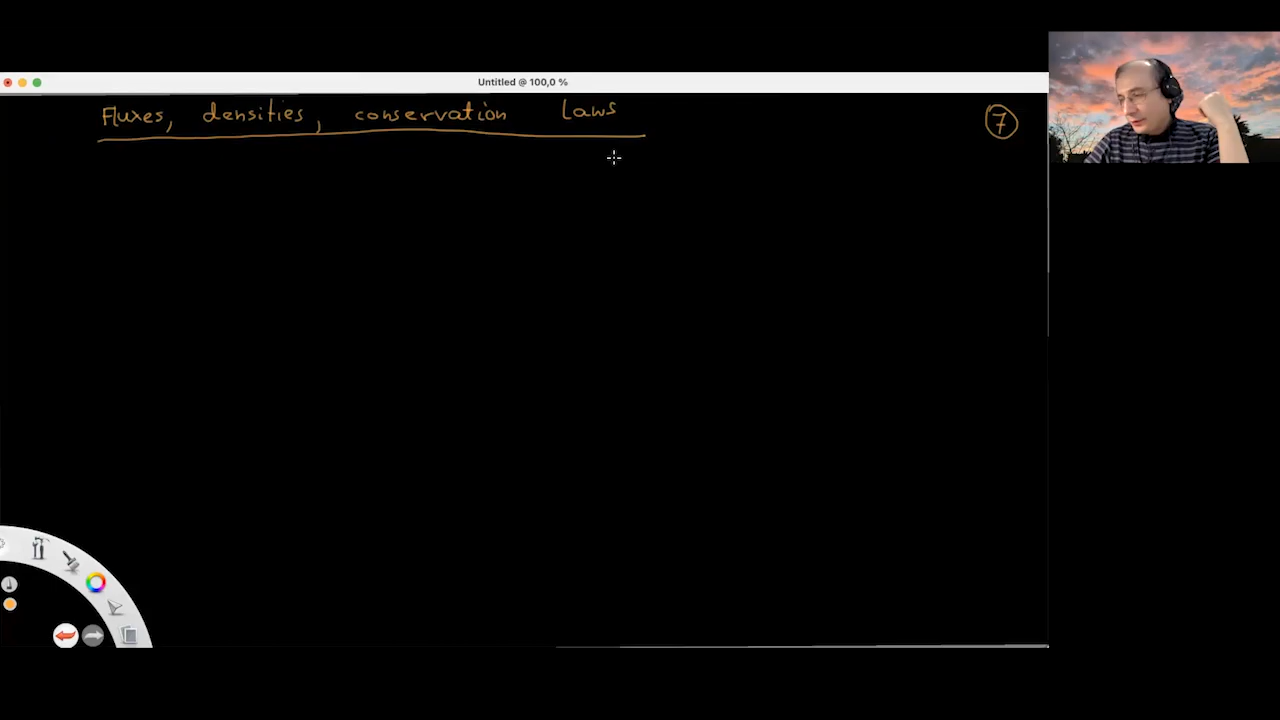 Untitled @ 100,0 %
Fluxes, densities, conservation laws
7